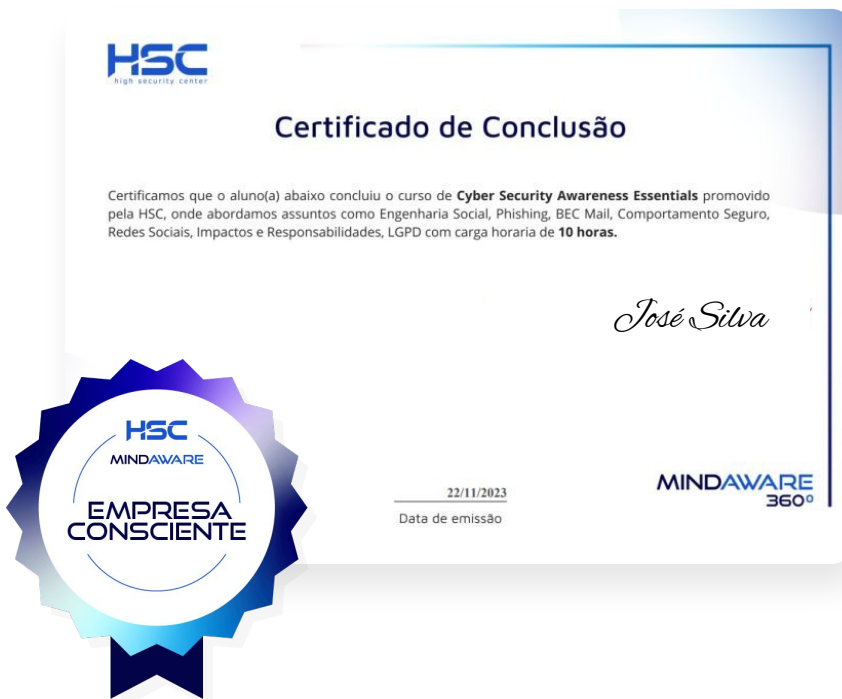 HSC
high security center
Certificado de Conclusão
Certificamos que o aluno(a) abaixo concluiu o curso de Cyber Security Awareness Essentials promovido
pela HSC, onde abordamos assuntos como Engenharia Social, Phishing, BEC Mail, Comportamento Seguro,
Redes Sociais, Impactos e Responsabilidades, LGPD com carga horaria de 10 horas.
José Silva
HSC
MINDAWARE
EMPRESA
CONSCIENTE
22/11/2023
Data de emissão
MINDAWARE
360º